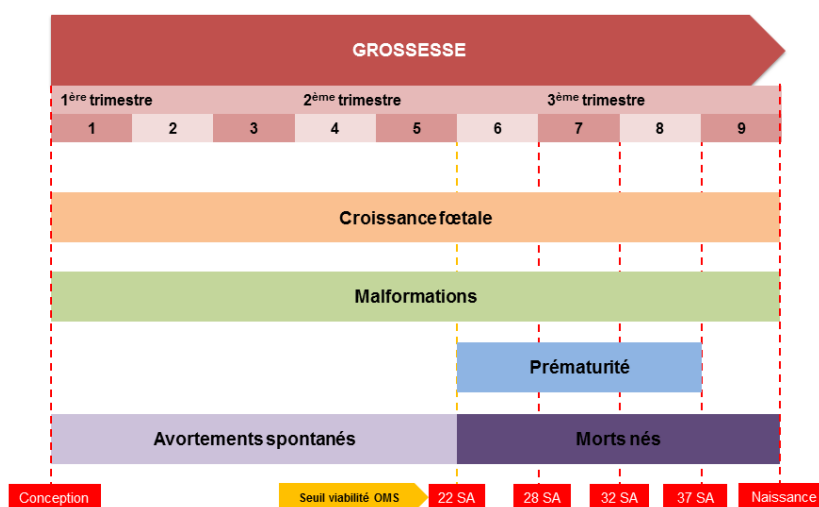 GROSSESSE
1ère trimestre 2ème trimestre 3ème trimestre
1 2 3 4 5 6 7 8 9
Croissance fœtale
Malformations
Prématurité
Avortements spontanés Morts nés
Conception Seuil viabilité OMS 22 SA 28 SA 32 SA 37 SA Naissance